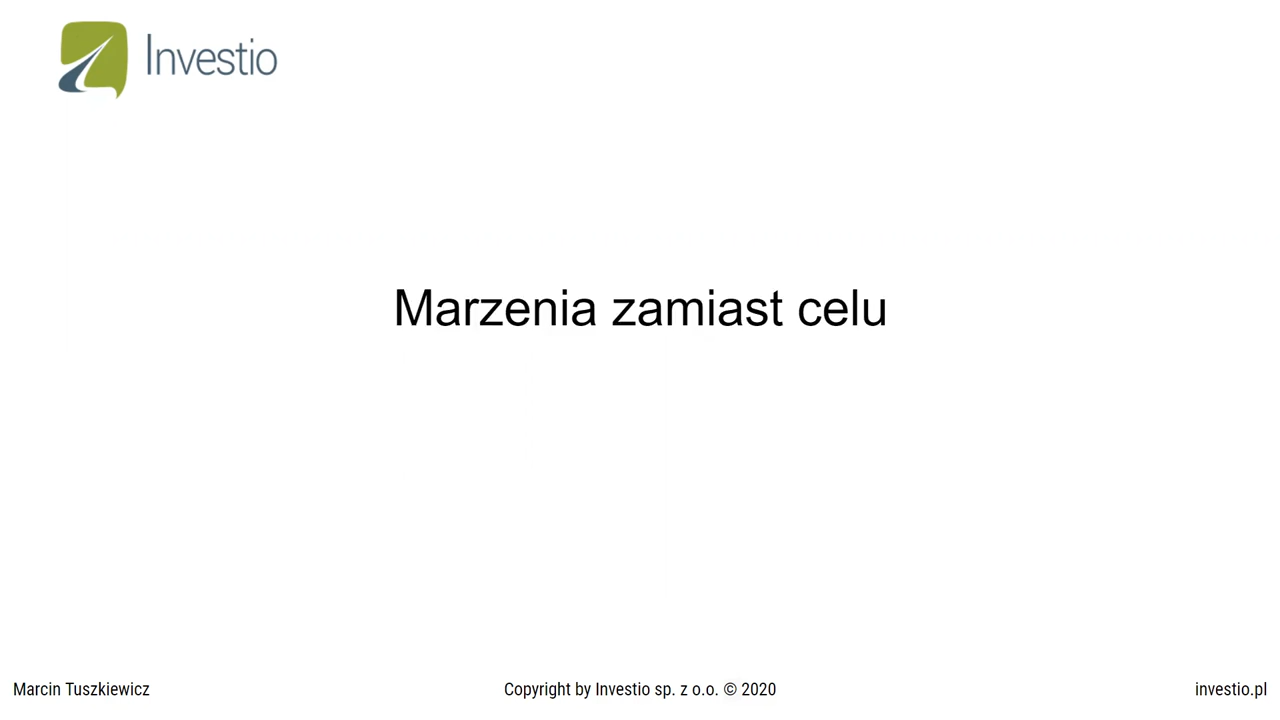 Investio
Marzenia zamiast celu
Marcin Tuszkiewicz
Copyright by Investio sp. z o.o. © 2020
investio.pl